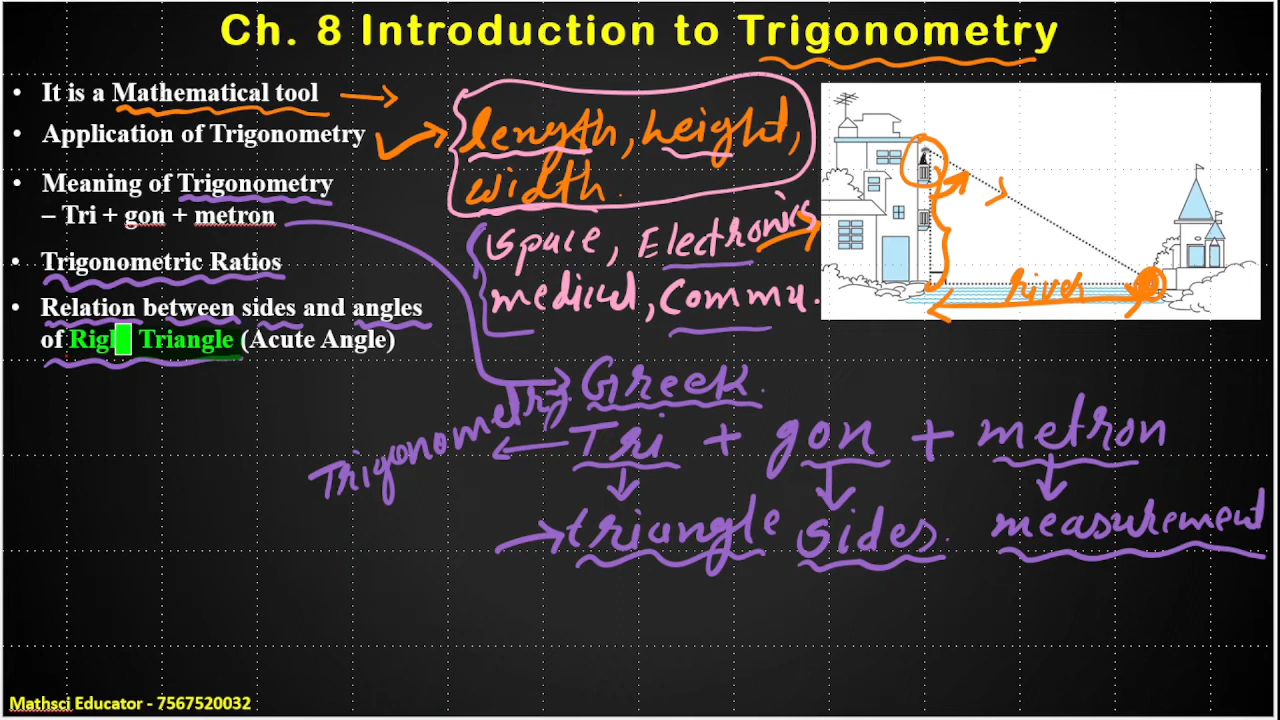 Ch. 8 Introduction to Trigonometry
• It is a Mathematical tool
• Application of Trigonometry
• Meaning of Trigonometry
– Tri + gon + metron
• Trigonometric Ratios
• Relation between sides and angles
of Right Triangle (Acute Angle)
length, height,
width.
Space, Electronics
medical, Commu.
river
Greek.
Trigonometry
Tri + gon + metron
triangle sides. measurement
Mathsci Educator - 7567520032